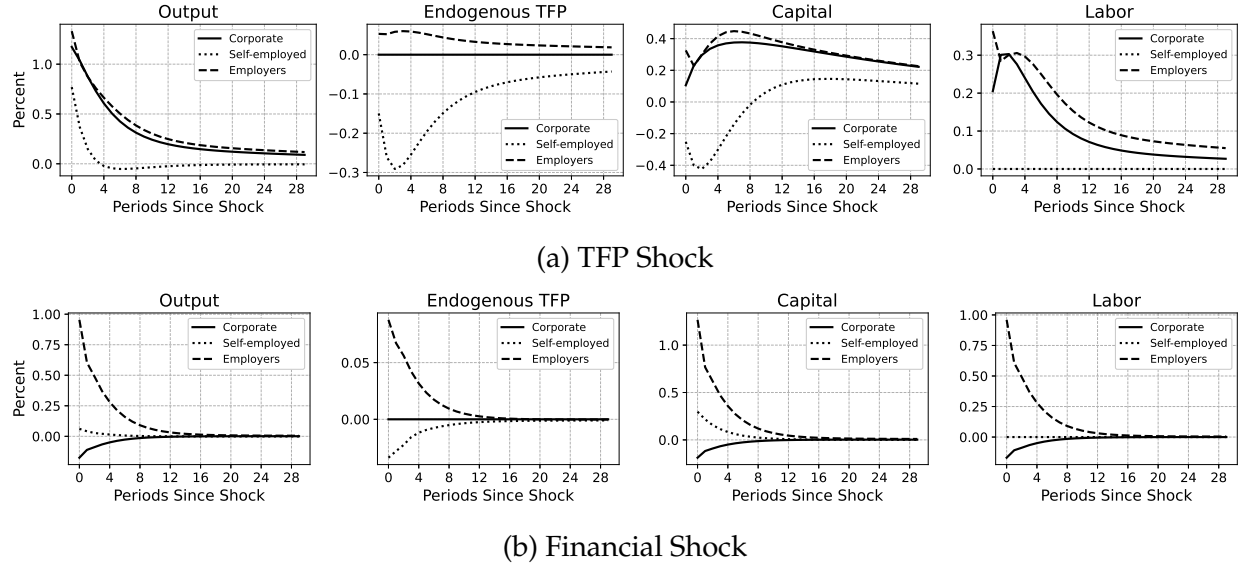 Output
Endogenous TFP
Capital
Labor
Percent
1.0
0.5
0.0
0 4 8 12 16 20 24 28
Periods Since Shock
Corporate
Self-employed
Employers
0.0
−0.1
−0.2
−0.3
0 4 8 12 16 20 24 28
Periods Since Shock
Corporate
Self-employed
Employers
0.4
0.2
0.0
−0.2
−0.4
0 4 8 12 16 20 24 28
Periods Since Shock
Corporate
Self-employed
Employers
0.3
0.2
0.1
0.0
0 4 8 12 16 20 24 28
Periods Since Shock
Corporate
Self-employed
Employers
(a) TFP Shock
Output
Endogenous TFP
Capital
Labor
Percent
1.00
0.75
0.50
0.25
0.00
0 4 8 12 16 20 24 28
Periods Since Shock
Corporate
Self-employed
Employers
0.05
0.00
0 4 8 12 16 20 24 28
Periods Since Shock
Corporate
Self-employed
Employers
1.0
0.5
0.0
0 4 8 12 16 20 24 28
Periods Since Shock
Corporate
Self-employed
Employers
1.00
0.75
0.50
0.25
0.00
0 4 8 12 16 20 24 28
Periods Since Shock
Corporate
Self-employed
Employers
(b) Financial Shock